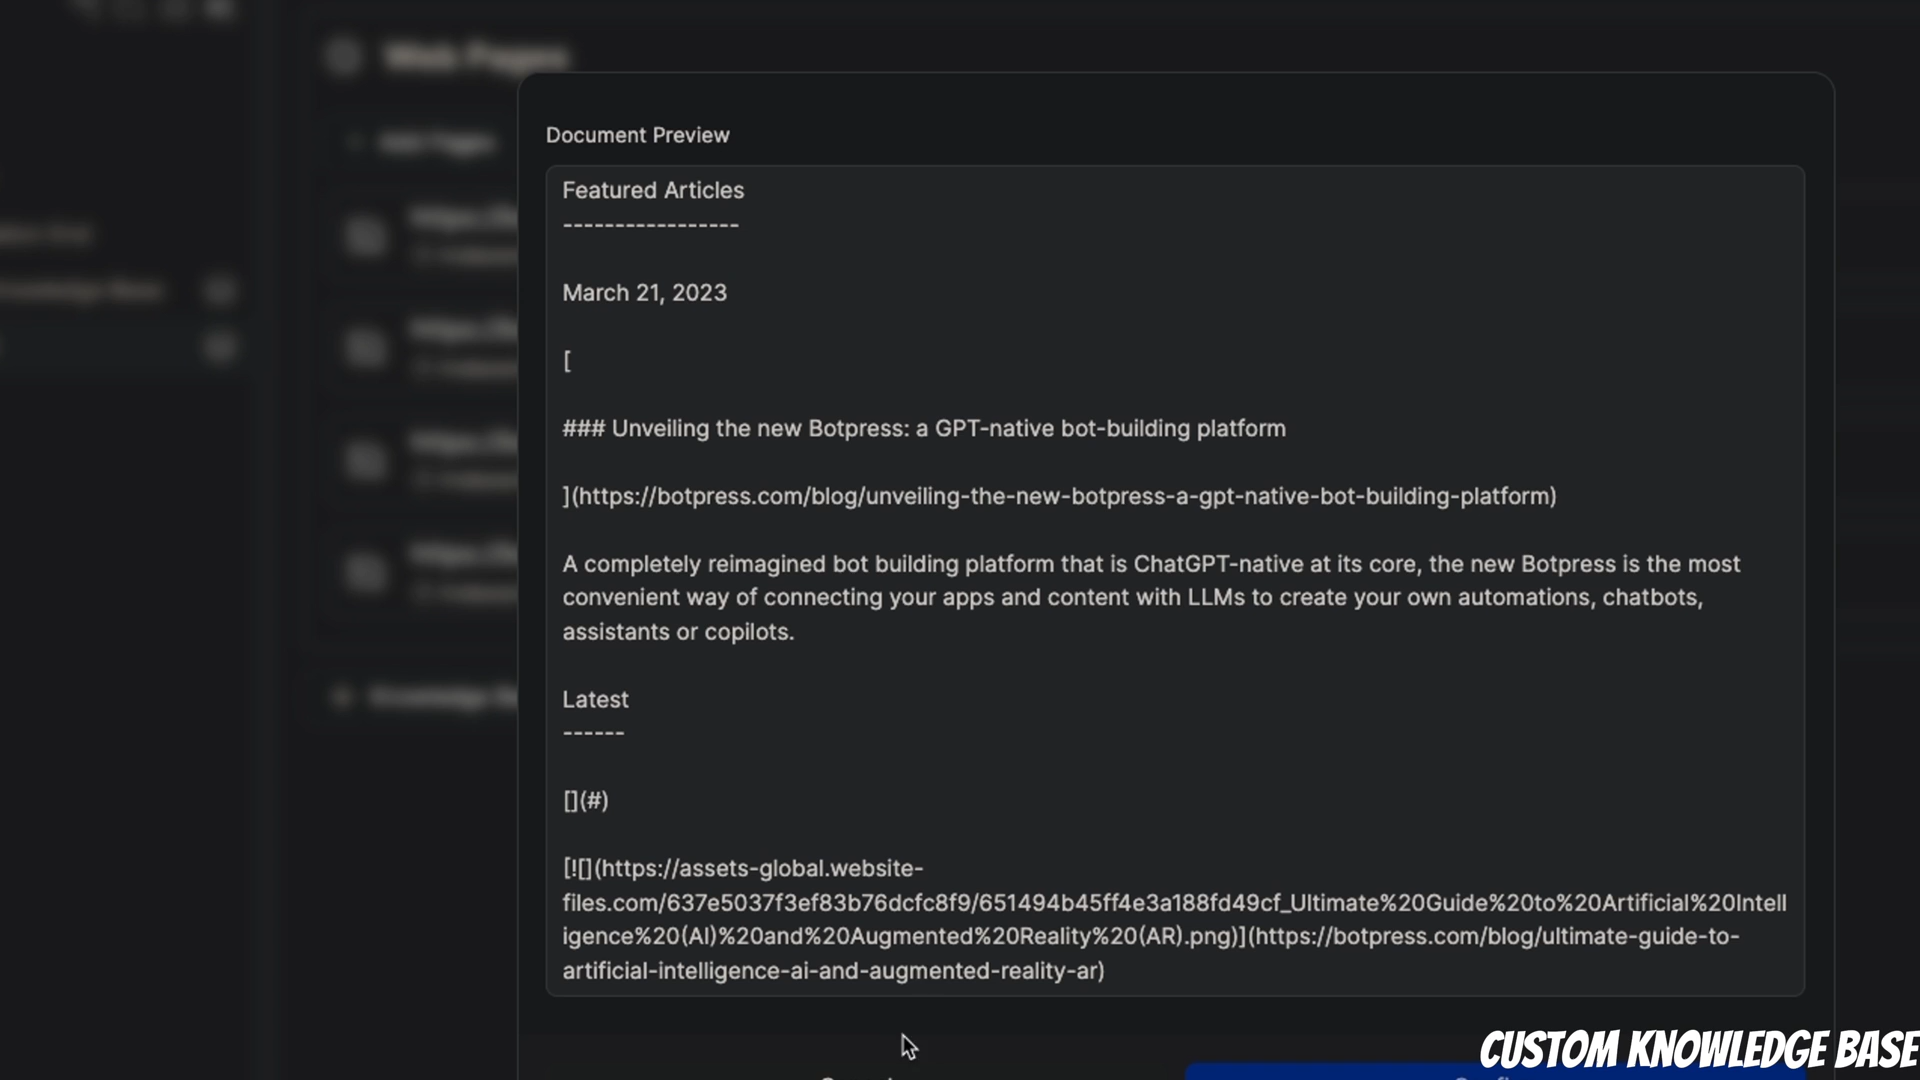 Web Pages
Add Pages
Document Preview
Featured Articles
-----------------
March 21, 2023
[
### Unveiling the new Botpress: a GPT-native bot-building platform
](https://botpress.com/blog/unveiling-the-new-botpress-a-gpt-native-bot-building-platform)
A completely reimagined bot building platform that is ChatGPT-native at its core, the new Botpress is the most
convenient way of connecting your apps and content with LLMs to create your own automations, chatbots,
assistants or copilots.
Latest
------
[](#)
[![](https://assets-global.website-
files.com/637e5037f3ef83b76dcfc8f9/651494b45ff4e3a188fd49cf_Ultimate%20Guide%20to%20Artificial%20Intell
igence%20(AI)%20and%20Augmented%20Reality%20(AR).png)](https://botpress.com/blog/ultimate-guide-to-
artificial-intelligence-ai-and-augmented-reality-ar)
CUSTOM KNOWLEDGE BASE